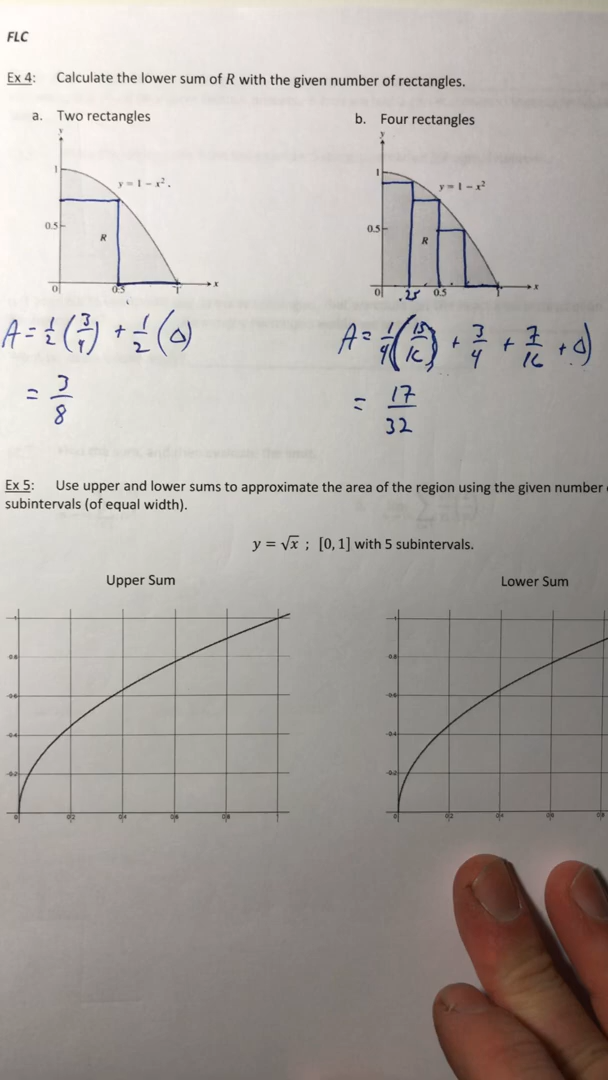 FLC
Ex 4: Calculate the lower sum of R with the given number of rectangles.
a. Two rectangles
b. Four rectangles
y
1
y = 1 − x².
0.5
R
0
0.5
1
x
y
1
y = 1 − x²
0.5
R
0
.25
0.5
1
x
A = 1/2 (3/4) + 1/2 (0)
= 3/8
A = 1/4 (15/16) + 3/4 + 7/16 + 0)
= 17/32
Ex 5: Use upper and lower sums to approximate the area of the region using the given number
subintervals (of equal width).
y = √x ; [0, 1] with 5 subintervals.
Upper Sum
Lower Sum
1
0.8
0.6
0.4
0.2
0
0.2
0.4
0.6
0.8
1
1
0.8
0.6
0.4
0.2
0
0.2
0.4
0.6
0.8